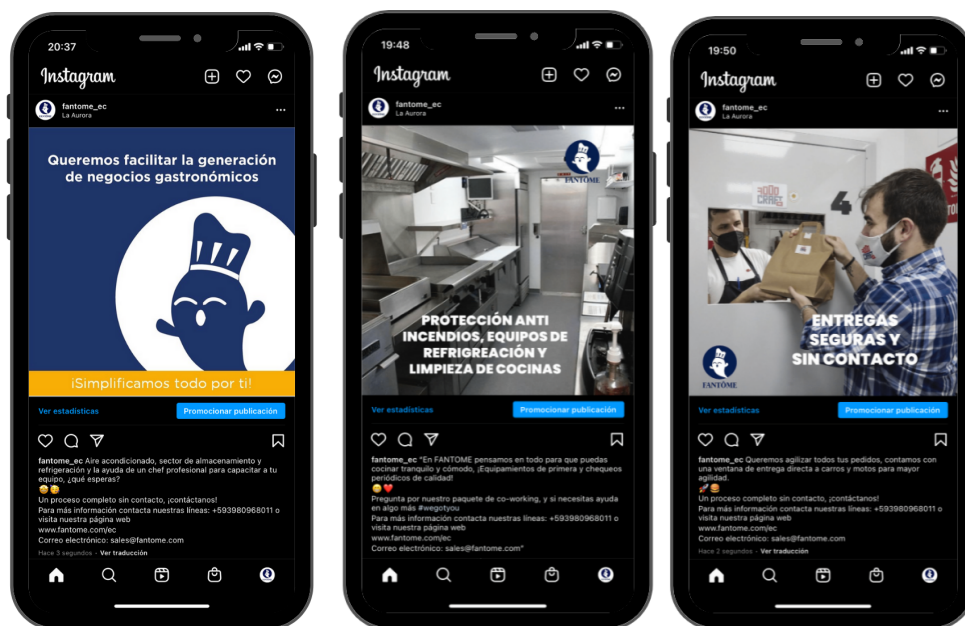 20:37
Instagram
fantome_ec
La Aurora
Queremos facilitar la generación
de negocios gastronómicos
¡Simplificamos todo por ti!
Ver estadísticas
Promocionar publicación
fantome_ec Aire acondicionado, sector de almacenamiento y
refrigeración y la ayuda de un chef profesional para capacitar a tu
equipo, ¿qué esperas?
Un proceso completo sin contacto, ¡contáctanos!
Para más información contacta nuestras líneas: +593980968011 o
visita nuestra página web
www.fantome.com/ec
Correo electrónico: sales@fantome.com
Hace 3 segundos · Ver traducción
19:48
Instagram
fantome_ec
La Aurora
FANTÔME
PROTECCIÓN ANTI
INCENDIOS, EQUIPOS DE
REFRIGREACIÓN Y
LIMPIEZA DE COCINAS
Ver estadísticas
Promocionar publicación
fantome_ec "En FANTOME pensamos en todo para que puedas
cocinar tranquilo y cómodo, ¡Equipamientos de primera y chequeos
periódicos de calidad!
Pregunta por nuestro paquete de co-working, y si necesitas ayuda
en algo más #wegotyou
Para más información contacta nuestras líneas: +593980968011 o
visita nuestra página web
www.fantome.com/ec
Correo electrónico: sales@fantome.com"
19:50
Instagram
fantome_ec
La Aurora
4
ENTREGAS
SEGURAS Y
SIN CONTACTO
FANTÔME
Ver estadísticas
Promocionar publicación
fantome_ec Queremos agilizar todos tus pedidos, contamos con
una ventana de entrega directa a carros y motos para mayor
agilidad.
Un proceso completo sin contacto, ¡contáctanos!
Para más información contacta nuestras líneas: +593980968011 o
visita nuestra página web
www.fantome.com/ec
Correo electrónico: sales@fantome.com
Hace 2 segundos · Ver traducción